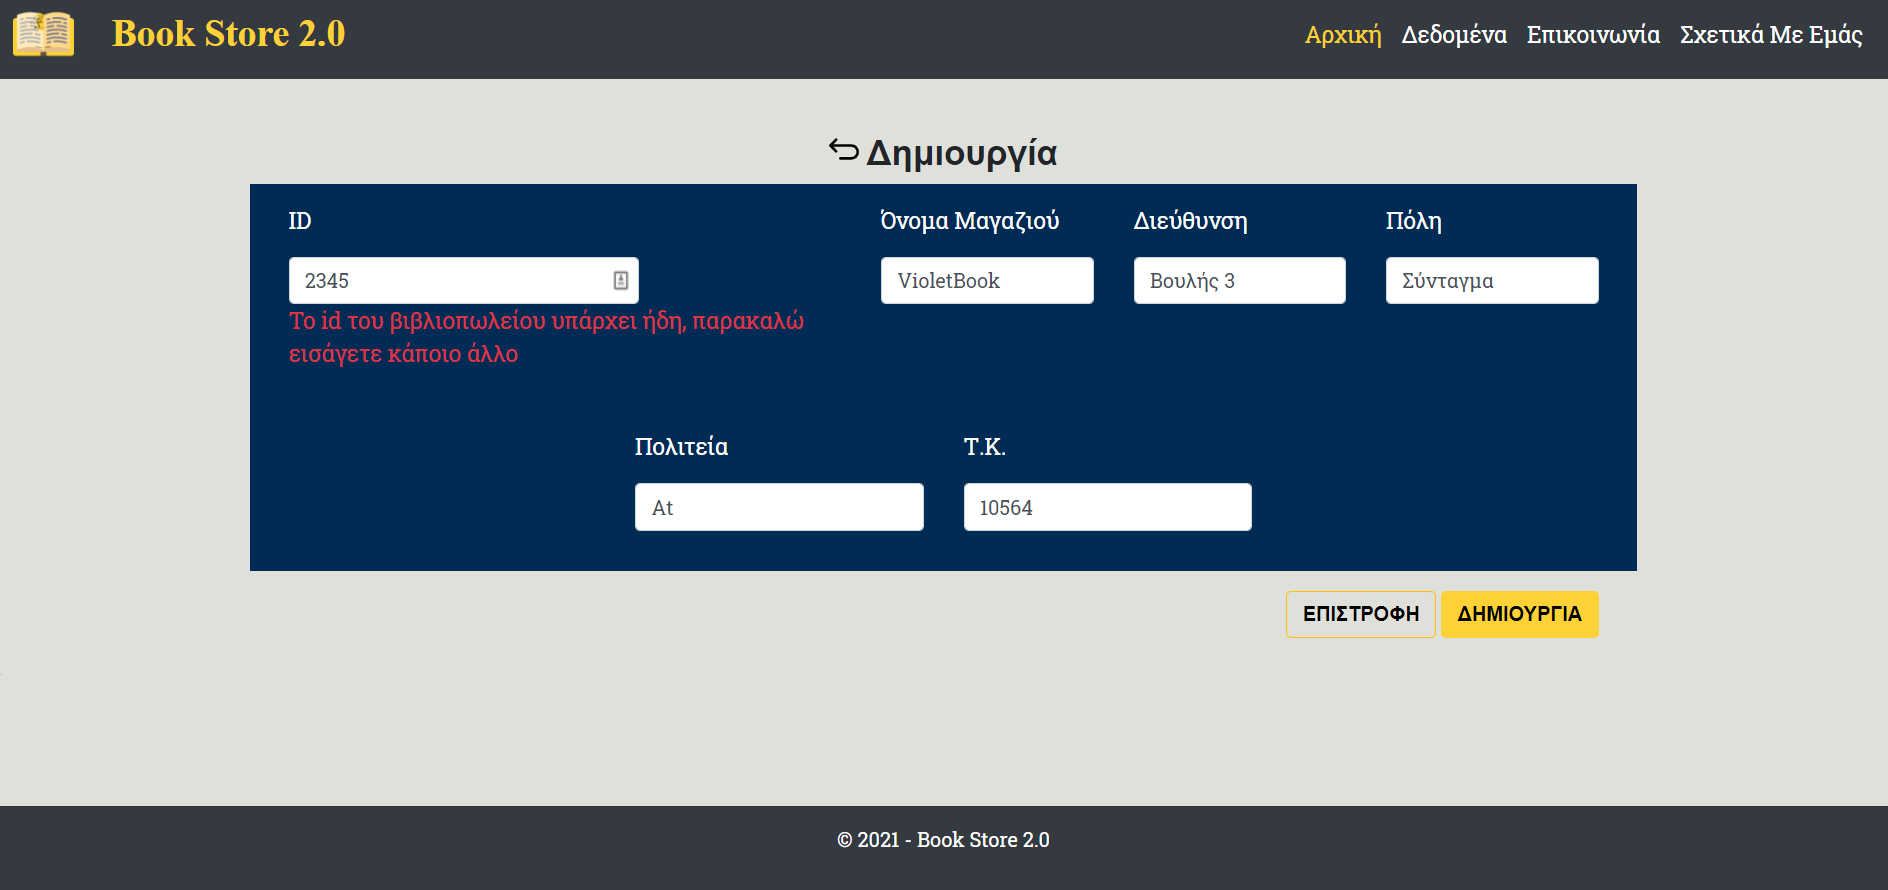 Book Store 2.0
Αρχική Δεδομένα Επικοινωνία Σχετικά Με Εμάς
Δημιουργία
ID Όνομα Μαγαζιού Διεύθυνση Πόλη
2345 VioletBook Βουλής 3 Σύνταγμα
Το id του βιβλιοπωλείου υπάρχει ήδη, παρακαλώ
εισάγετε κάποιο άλλο
Πολιτεία Τ.Κ.
At 10564
ΕΠΙΣΤΡΟΦΗ ΔΗΜΙΟΥΡΓΙΑ
© 2021 - Book Store 2.0